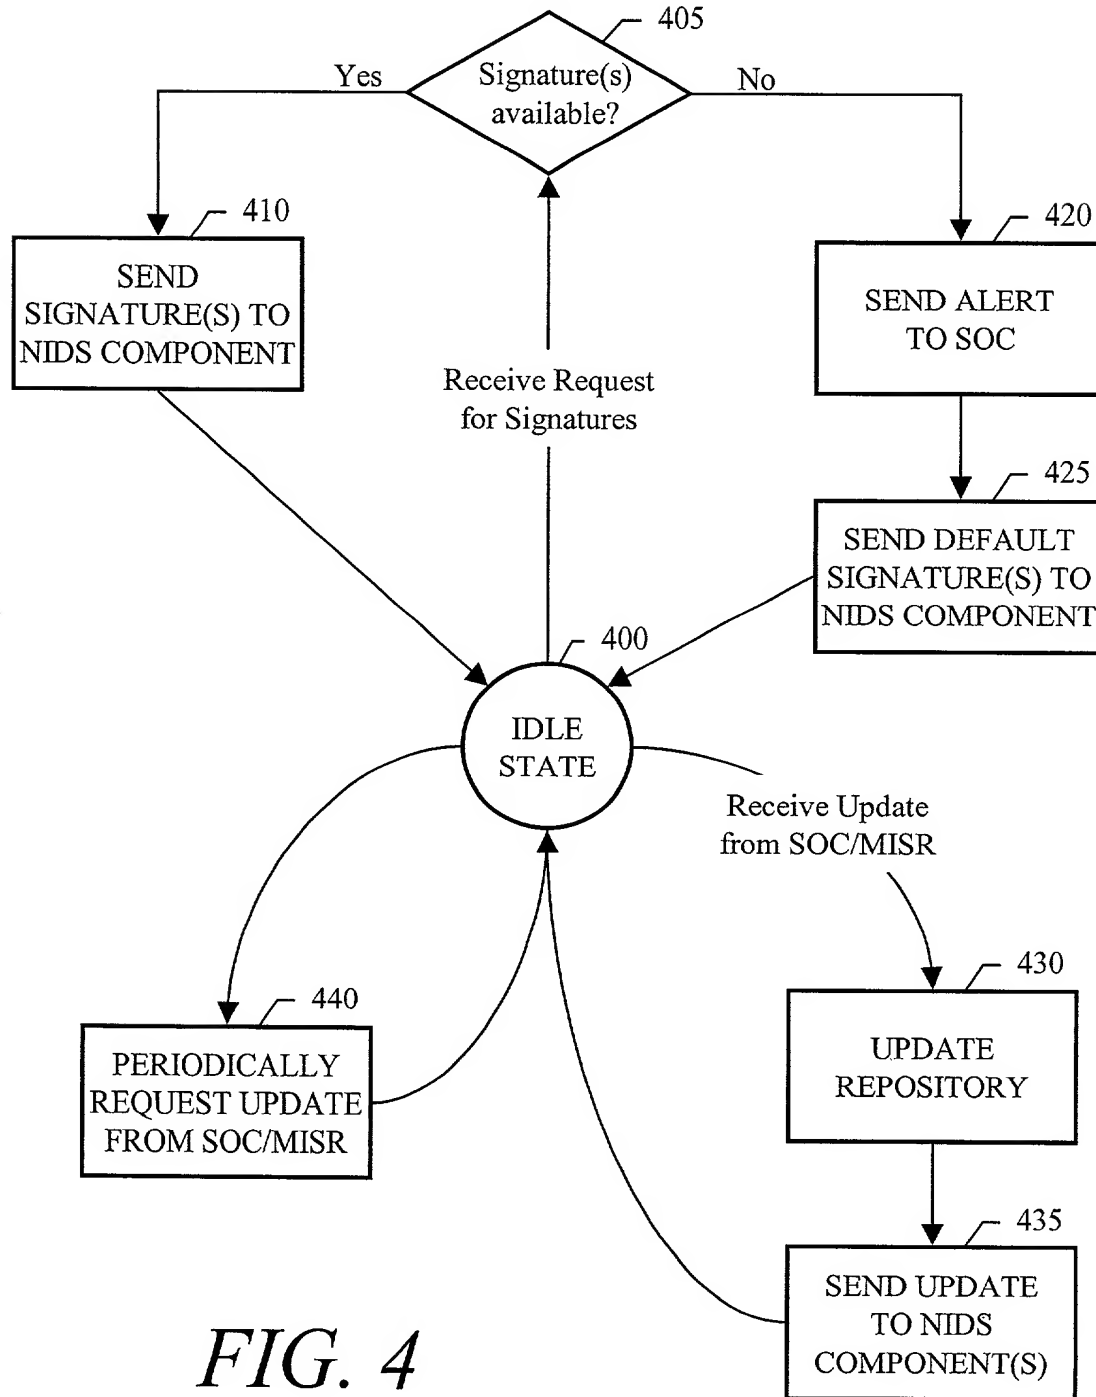 405
Yes
Signature(s)
available?
No
410
SEND
SIGNATURE(S) TO
NIDS COMPONENT
420
SEND ALERT
TO SOC
Receive Request
for Signatures
425
SEND DEFAULT
SIGNATURE(S) TO
NIDS COMPONENT
400
IDLE
STATE
Receive Update
from SOC/MISR
430
UPDATE
REPOSITORY
440
PERIODICALLY
REQUEST UPDATE
FROM SOC/MISR
435
SEND UPDATE
TO NIDS
COMPONENT(S)
FIG. 4